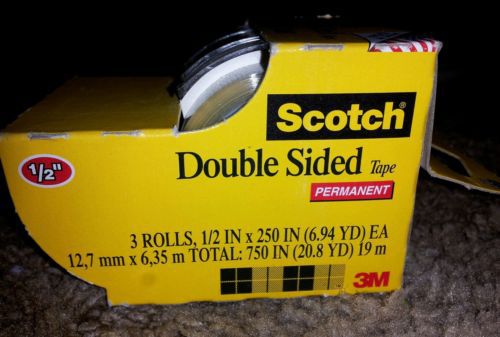 Scotch®
Double Sided Tape
PERMANENT
1/2"
3 ROLLS, 1/2 IN x 250 IN (6.94 YD) EA
12,7 mm x 6,35 m TOTAL: 750 IN (20.8 YD) 19 m
3M